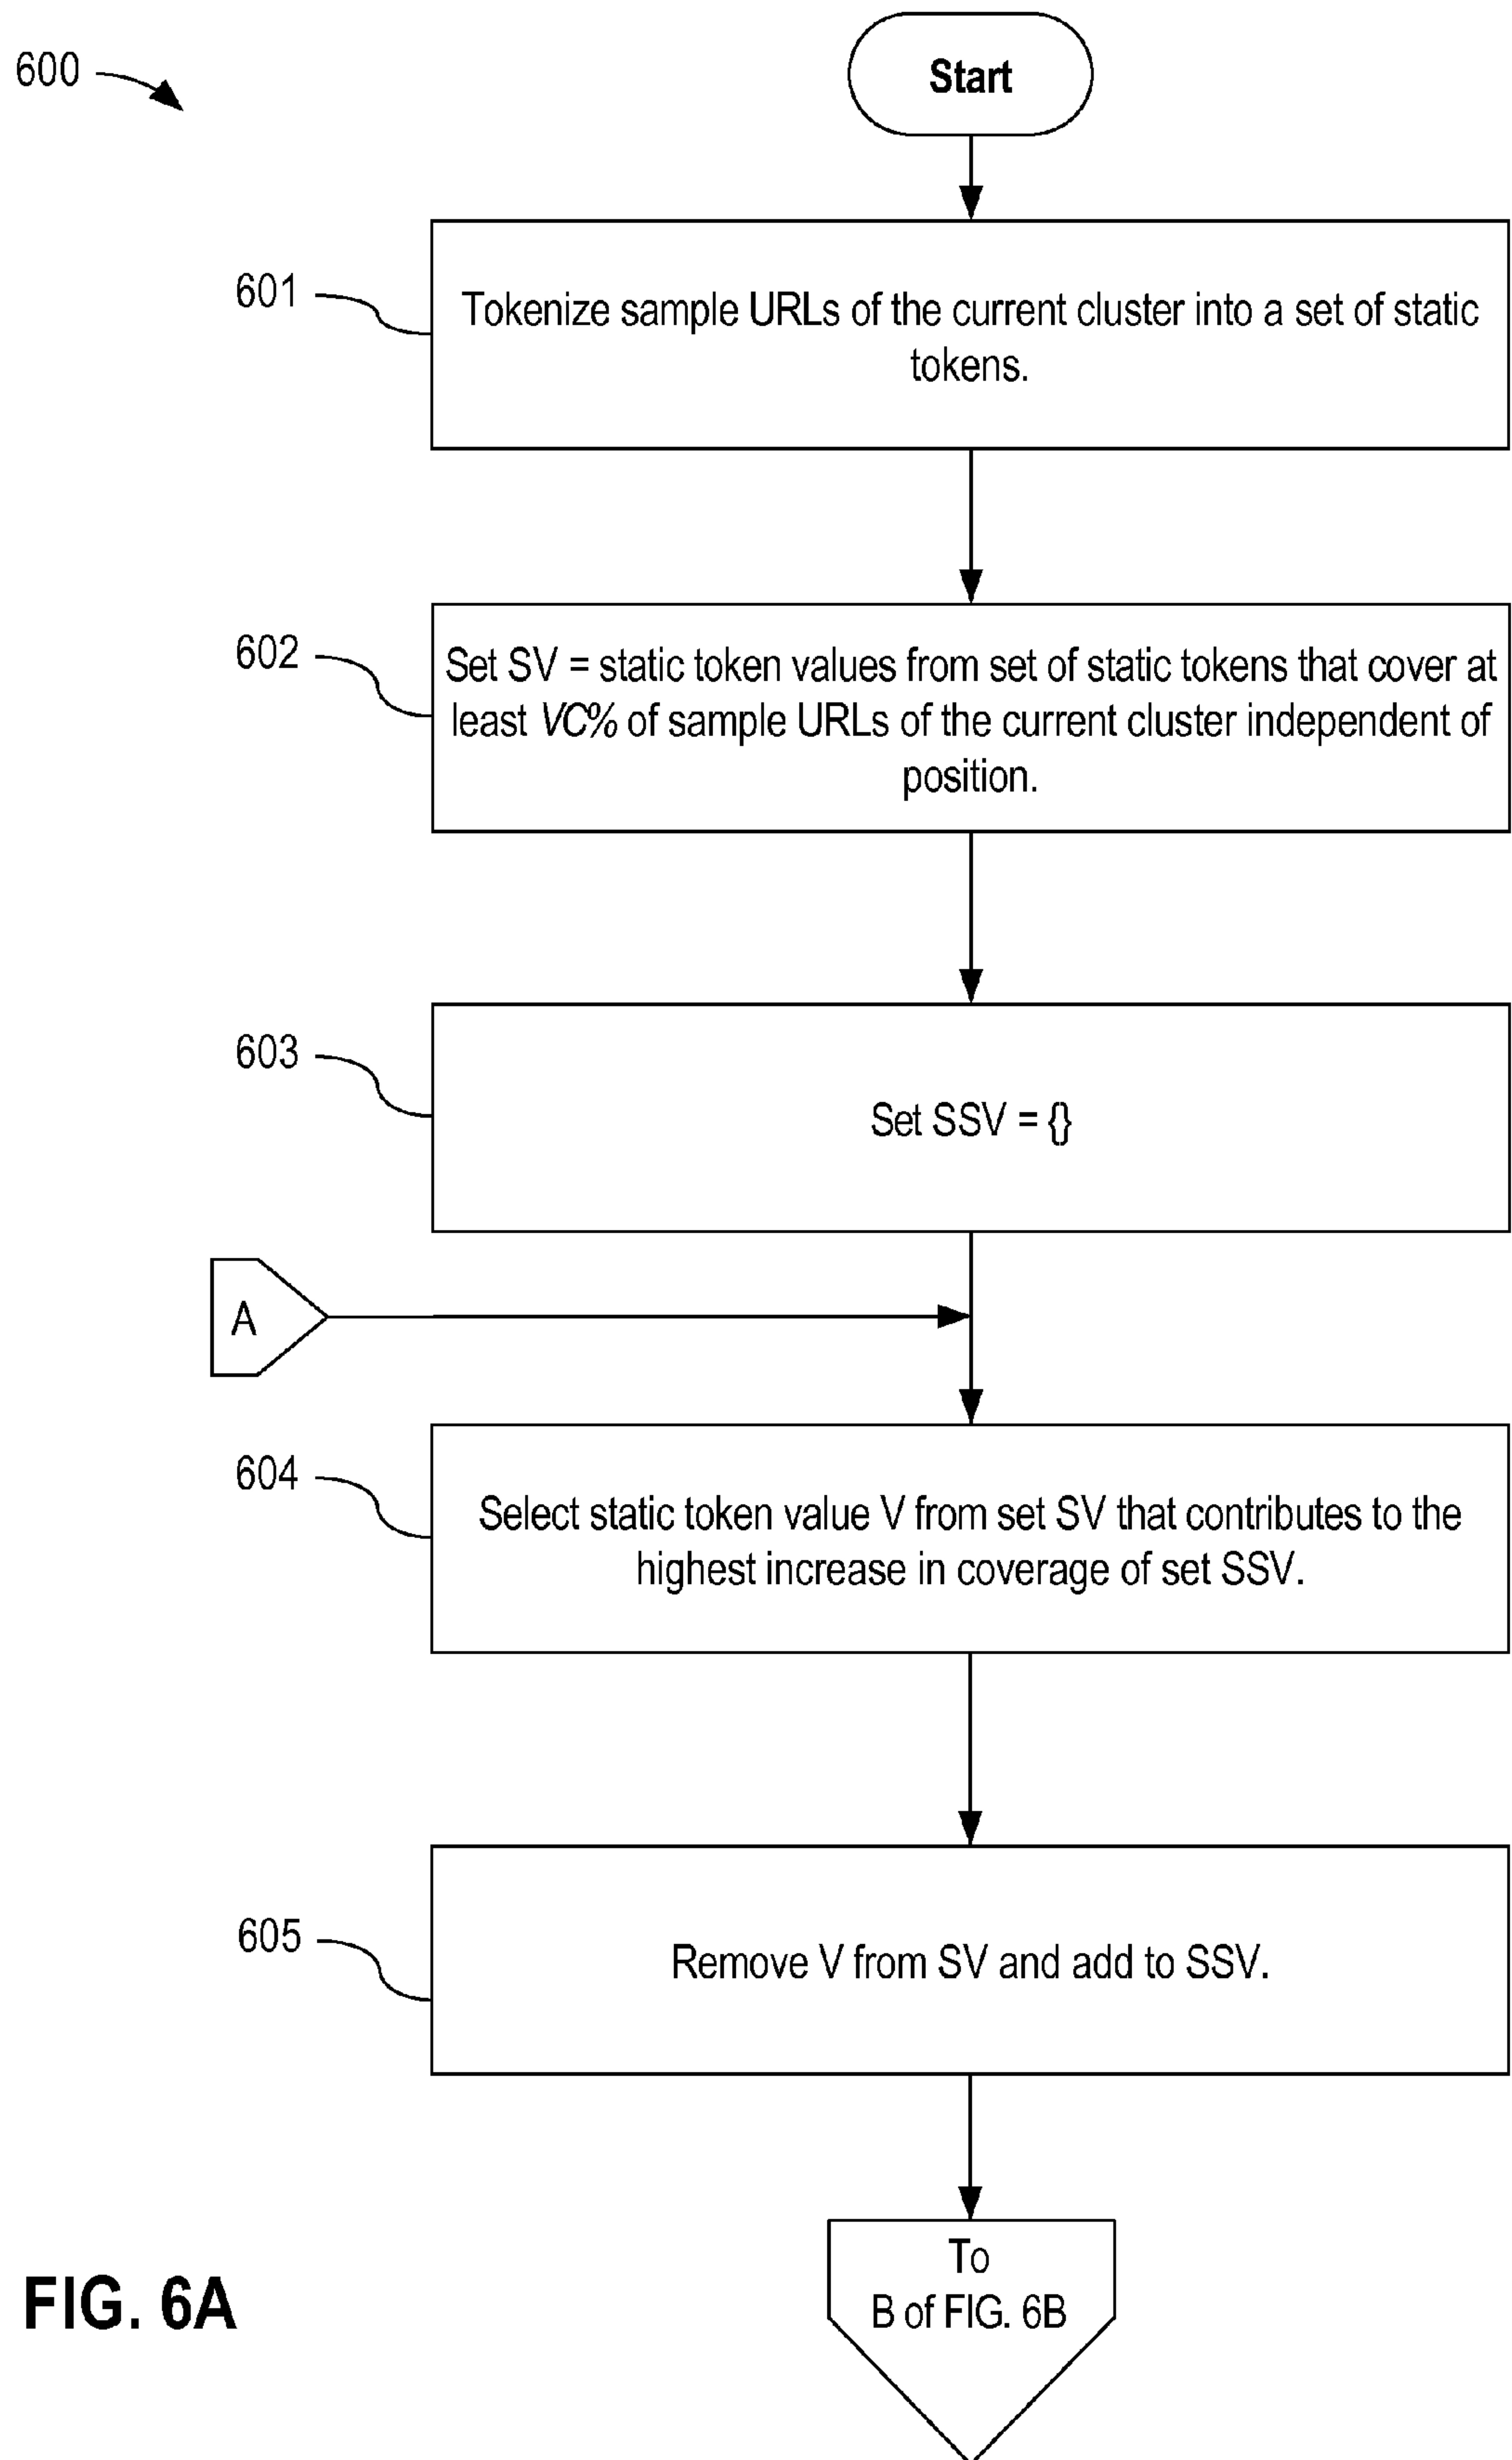 600
Start
601
Tokenize sample URLs of the current cluster into a set of static
tokens.
602
Set SV = static token values from set of static tokens that cover at
least VC% of sample URLs of the current cluster independent of
position.
603
Set SSV = {}
A
604
Select static token value V from set SV that contributes to the
highest increase in coverage of set SSV.
605
Remove V from SV and add to SSV.
To
B of FIG. 6B
FIG. 6A